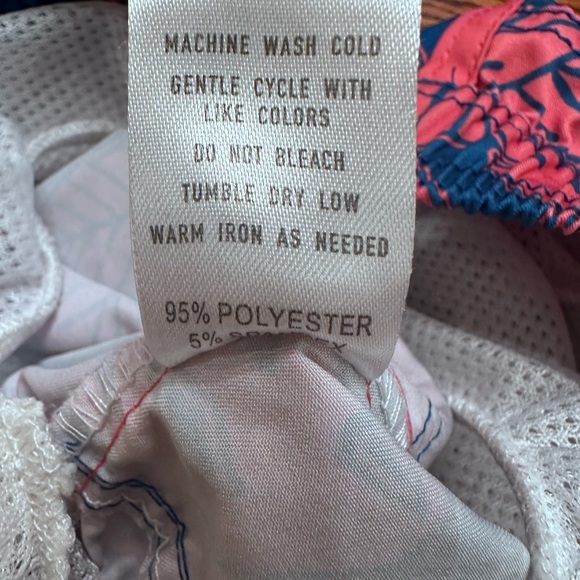 MACHINE WASH COLD
GENTLE CYCLE WITH
LIKE COLORS
DO NOT BLEACH
TUMBLE DRY LOW
WARM IRON AS NEEDED
95% POLYESTER
5%